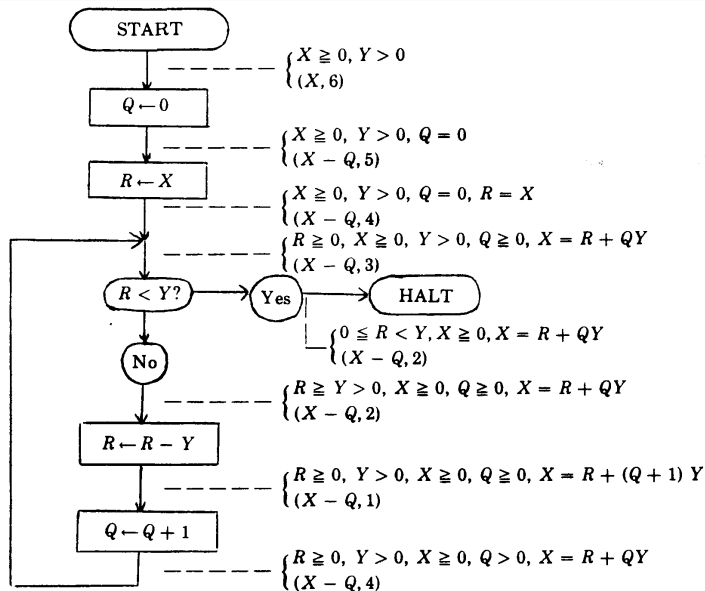 START
X ≧ 0, Y > 0
(X, 6)
Q ← 0
X ≧ 0, Y > 0, Q = 0
(X − Q, 5)
R ← X
X ≧ 0, Y > 0, Q = 0, R = X
(X − Q, 4)
R ≧ 0, X ≧ 0, Y > 0, Q ≧ 0, X = R + QY
(X − Q, 3)
R < Y?
Yes
HALT
0 ≦ R < Y, X ≧ 0, X = R + QY
(X − Q, 2)
No
R ≧ Y > 0, X ≧ 0, Q ≧ 0, X = R + QY
(X − Q, 2)
R ← R − Y
R ≧ 0, Y > 0, X ≧ 0, Q ≧ 0, X = R + (Q + 1) Y
(X − Q, 1)
Q ← Q + 1
R ≧ 0, Y > 0, X ≧ 0, Q > 0, X = R + QY
(X − Q, 4)